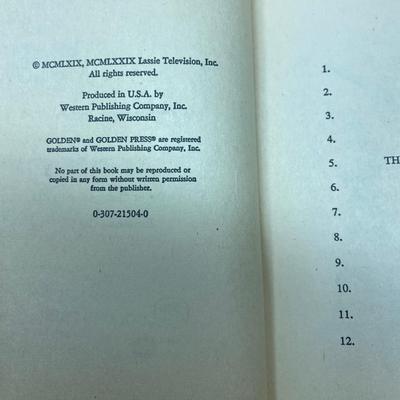 © MCMLXIX, MCMLXXIX Lassie Television, Inc.
All rights reserved.
Produced in U.S.A. by
Western Publishing Company, Inc.
Racine, Wisconsin
GOLDEN® and GOLDEN PRESS® are registered
trademarks of Western Publishing Company, Inc.
No part of this book may be reproduced or
copied in any form without written permission
from the publisher.
0-307-21504-0
1.
2.
3.
4.
5. TH
6.
7.
8.
9.
10.
11.
12.